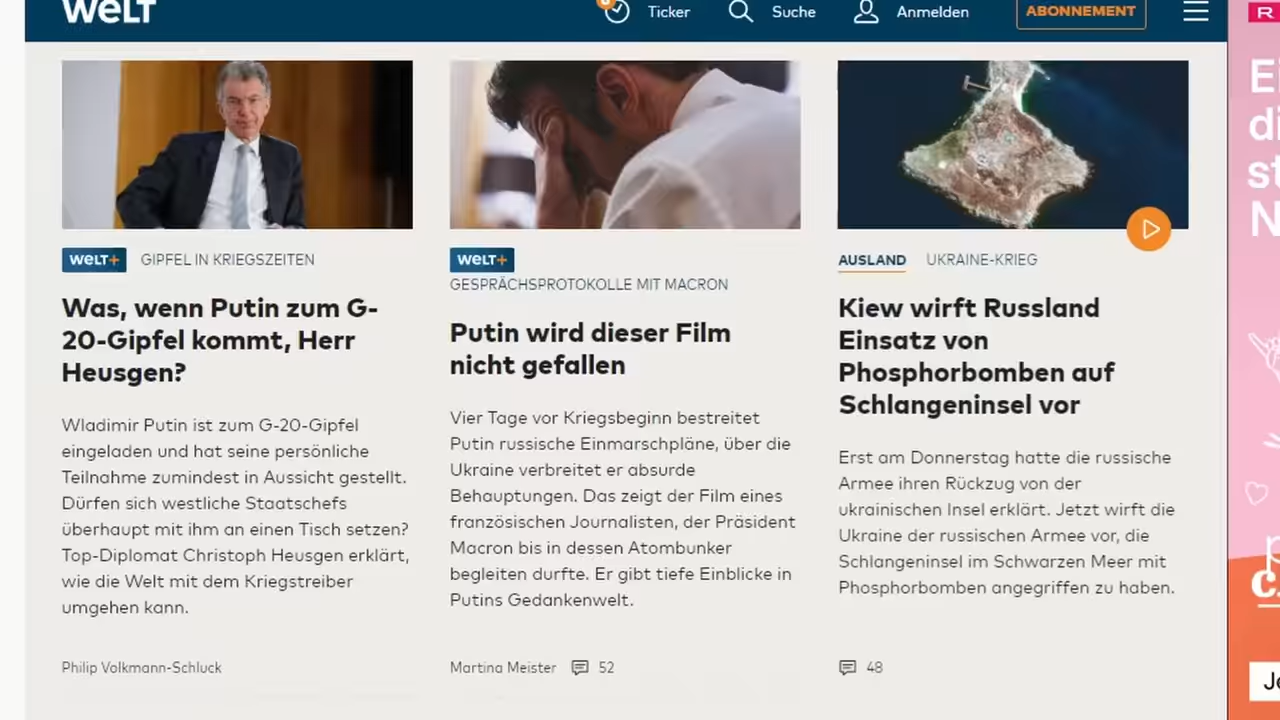 WELT
Ticker
Suche
Anmelden
ABONNEMENT
WELT+ GIPFEL IN KRIEGSZEITEN
Was, wenn Putin zum G-
20-Gipfel kommt, Herr
Heusgen?
Wladimir Putin ist zum G-20-Gipfel
eingeladen und hat seine persönliche
Teilnahme zumindest in Aussicht gestellt.
Dürfen sich westliche Staatschefs
überhaupt mit ihm an einen Tisch setzen?
Top-Diplomat Christoph Heusgen erklärt,
wie die Welt mit dem Kriegstreiber
umgehen kann.
Philip Volkmann-Schluck
WELT+
GESPRÄCHSPROTOKOLLE MIT MACRON
Putin wird dieser Film
nicht gefallen
Vier Tage vor Kriegsbeginn bestreitet
Putin russische Einmarschpläne, über die
Ukraine verbreitet er absurde
Behauptungen. Das zeigt der Film eines
französischen Journalisten, der Präsident
Macron bis in dessen Atombunker
begleiten durfte. Er gibt tiefe Einblicke in
Putins Gedankenwelt.
Martina Meister 52
AUSLAND UKRAINE-KRIEG
Kiew wirft Russland
Einsatz von
Phosphorbomben auf
Schlangeninsel vor
Erst am Donnerstag hatte die russische
Armee ihren Rückzug von der
ukrainischen Insel erklärt. Jetzt wirft die
Ukraine der russischen Armee vor, die
Schlangeninsel im Schwarzen Meer mit
Phosphorbomben angegriffen zu haben.
48